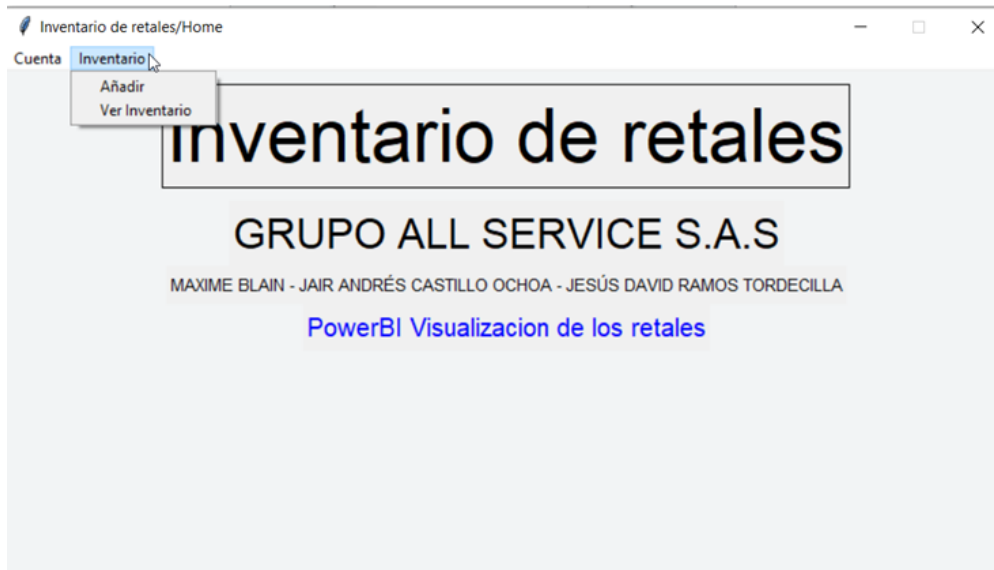 Inventario de retales/Home
Cuenta Inventario
Añadir
Ver Inventario
Inventario de retales
GRUPO ALL SERVICE S.A.S
MAXIME BLAIN - JAIR ANDRÉS CASTILLO OCHOA - JESÚS DAVID RAMOS TORDECILLA
PowerBI Visualizacion de los retales